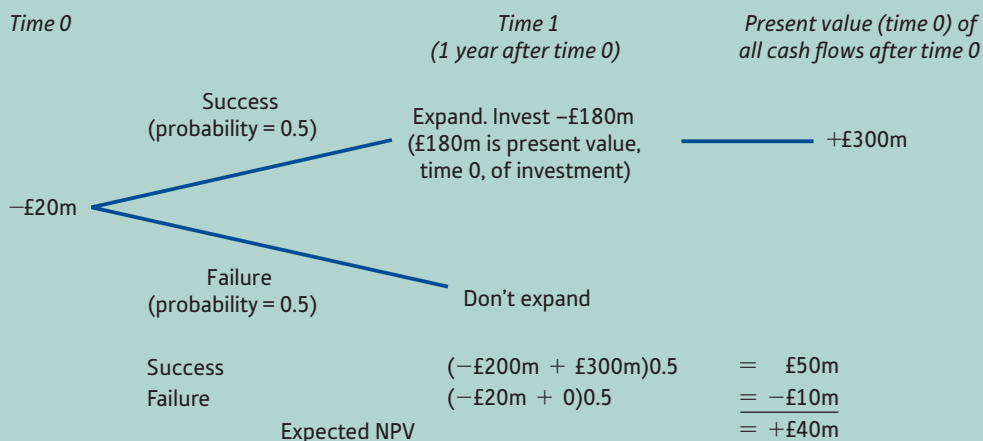 Time 0
Time 1
(1 year after time 0)
Present value (time 0) of
all cash flows after time 0
Success
(probability = 0.5)
Expand. Invest −£180m
(£180m is present value,
time 0, of investment)
+£300m
−£20m
Failure
(probability = 0.5)
Don't expand
Success (−£200m + £300m)0.5 = £50m
Failure (−£20m + 0)0.5 = −£10m
Expected NPV = +£40m